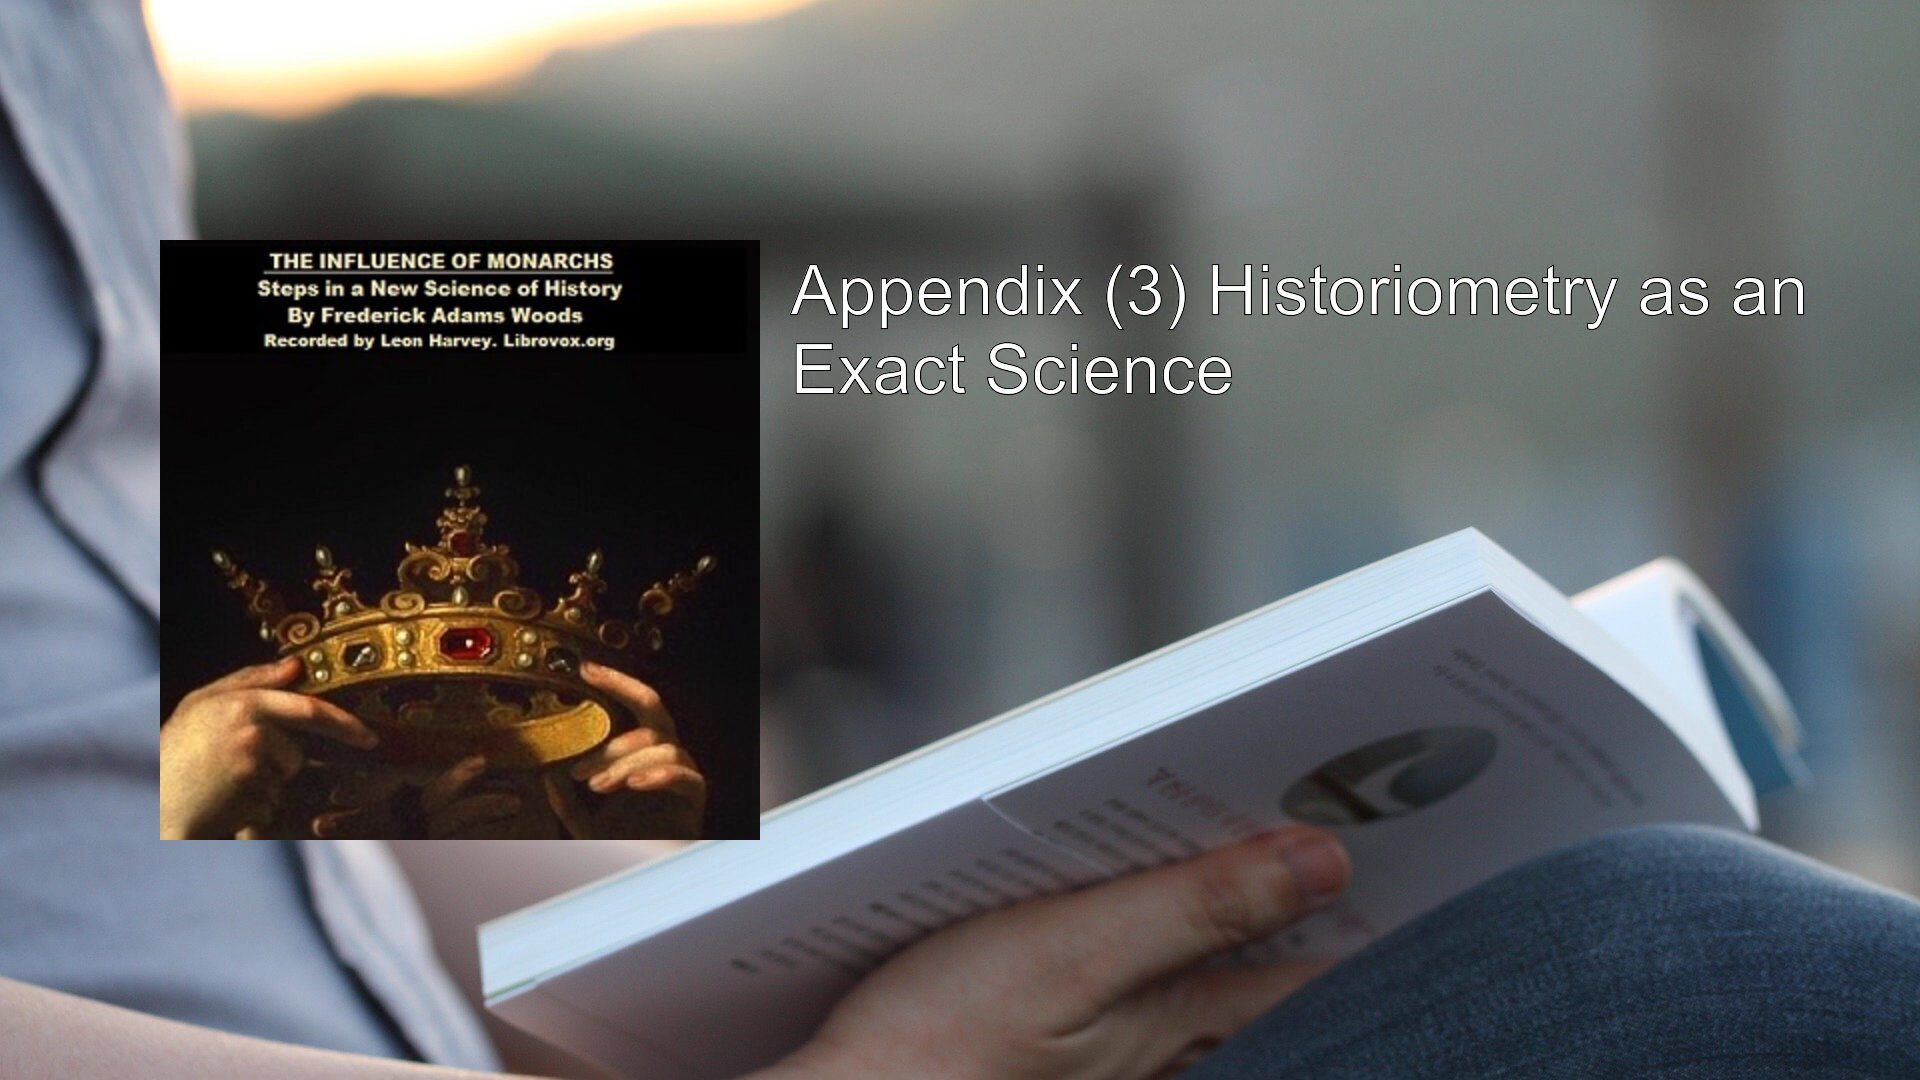 THE INFLUENCE OF MONARCHS
Steps in a New Science of History
By Frederick Adams Woods
Recorded by Leon Harvey. Librovox.org
Appendix (3) Historiometry as an
Exact Science